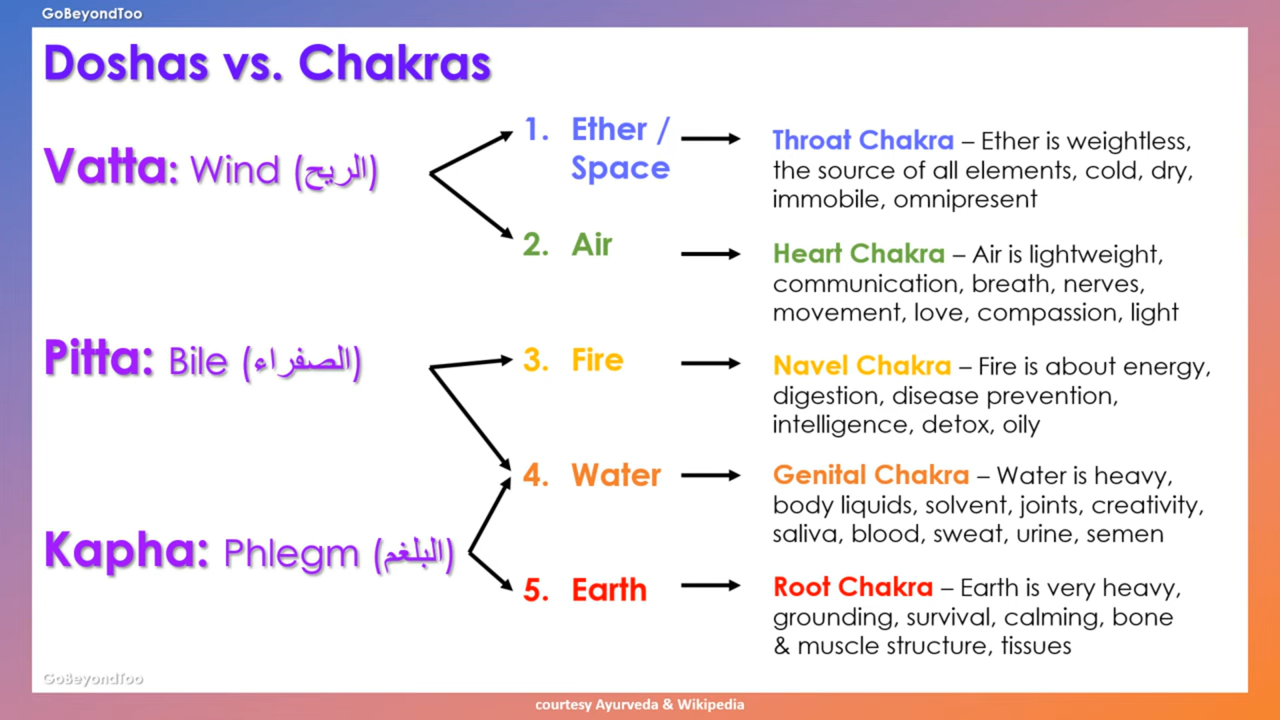 GoBeyondToo
Doshas vs. Chakras
Vatta: Wind (الريح)
1. Ether /
Space
Throat Chakra – Ether is weightless,
the source of all elements, cold, dry,
immobile, omnipresent
2. Air
Heart Chakra – Air is lightweight,
communication, breath, nerves,
movement, love, compassion, light
Pitta: Bile (الصفراء)
3. Fire
Navel Chakra – Fire is about energy,
digestion, disease prevention,
intelligence, detox, oily
4. Water
Genital Chakra – Water is heavy,
body liquids, solvent, joints, creativity,
saliva, blood, sweat, urine, semen
Kapha: Phlegm (البلغم)
5. Earth
Root Chakra – Earth is very heavy,
grounding, survival, calming, bone
& muscle structure, tissues
GoBeyondToo
courtesy Ayurveda & Wikipedia